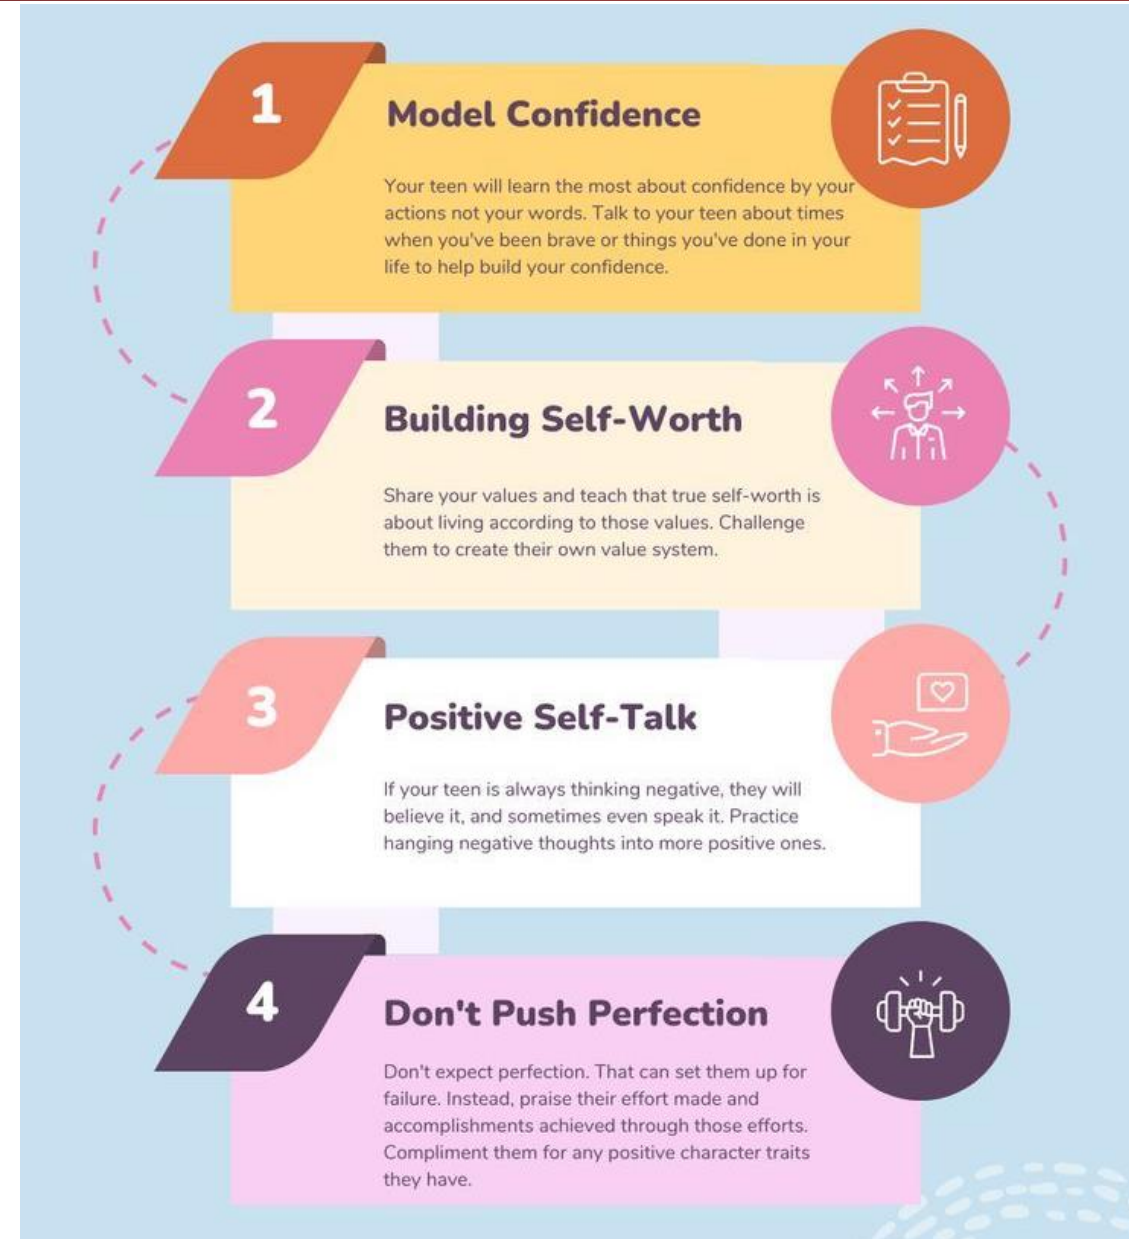 1
Model Confidence
Your teen will learn the most about confidence by your
actions not your words. Talk to your teen about times
when you've been brave or things you've done in your
life to help build your confidence.
2
Building Self-Worth
Share your values and teach that true self-worth is
about living according to those values. Challenge
them to create their own value system.
3
Positive Self-Talk
If your teen is always thinking negative, they will
believe it, and sometimes even speak it. Practice
hanging negative thoughts into more positive ones.
4
Don't Push Perfection
Don't expect perfection. That can set them up for
failure. Instead, praise their effort made and
accomplishments achieved through those efforts.
Compliment them for any positive character traits
they have.